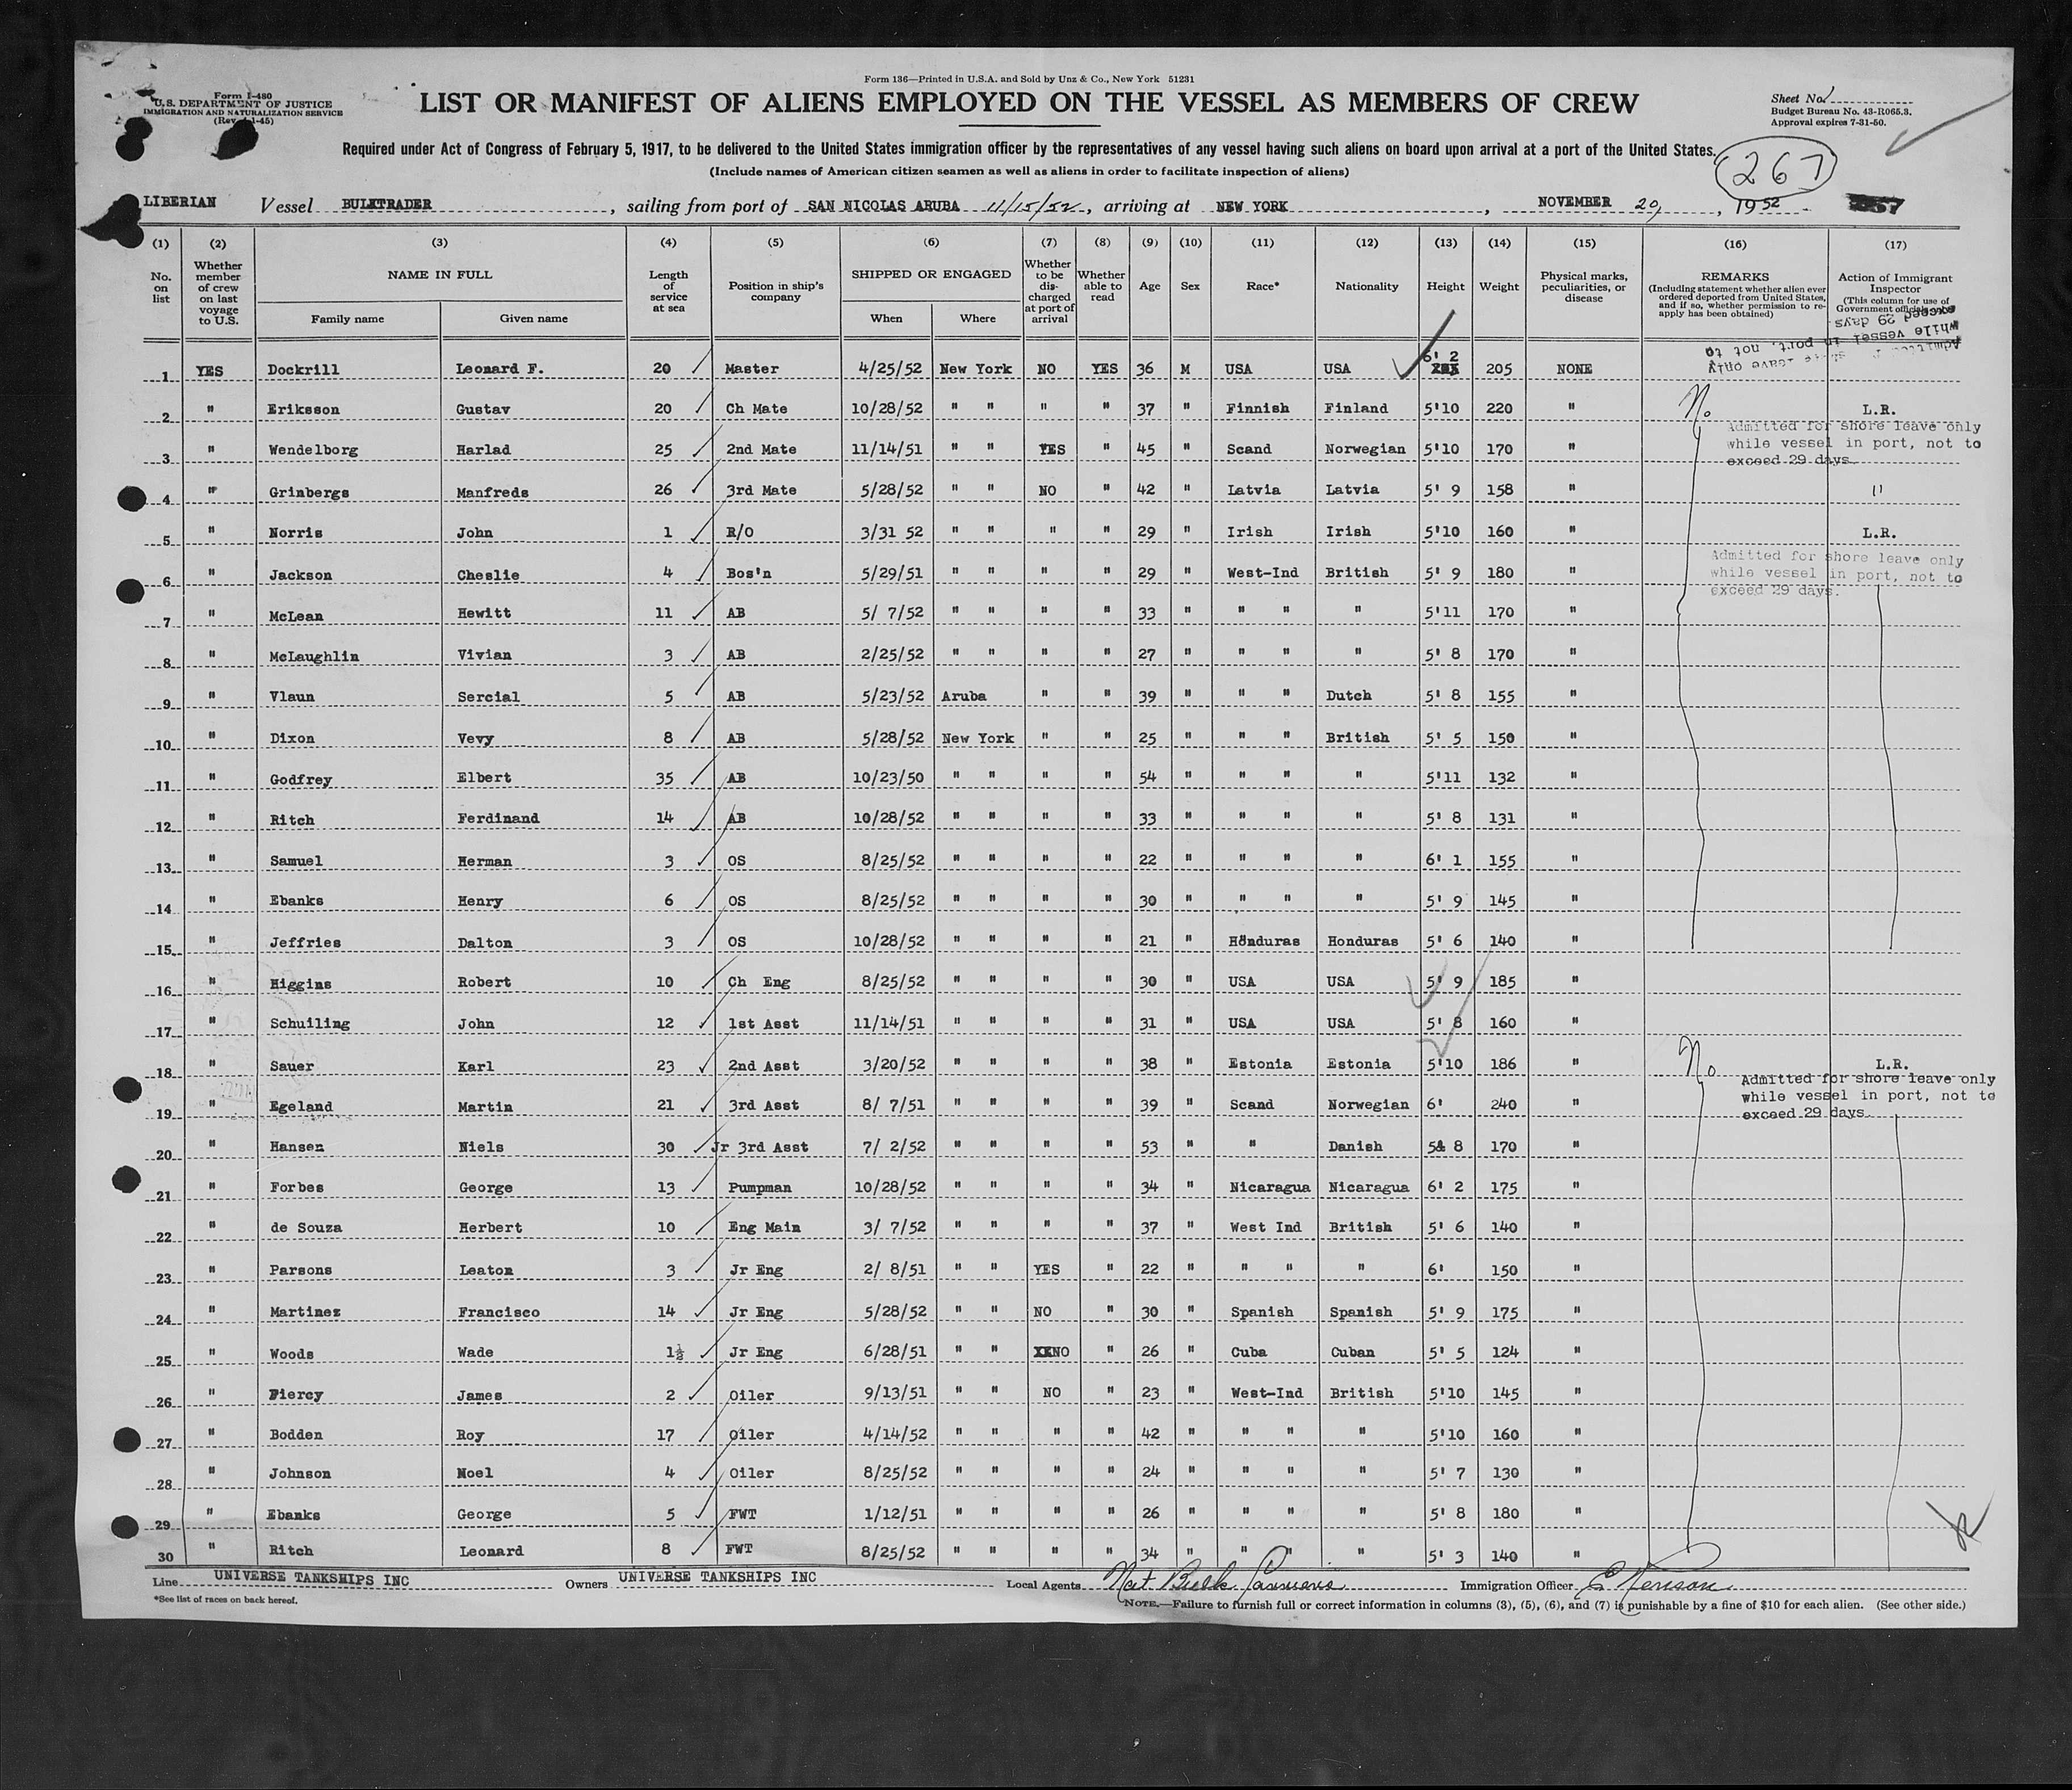 Form 136—Printed in U.S.A. and Sold by Unz & Co., New York 51231
Form I-480
U.S. DEPARTMENT OF JUSTICE
IMMIGRATION AND NATURALIZATION SERVICE
(Rev. 4-1-45)
LIST OR MANIFEST OF ALIENS EMPLOYED ON THE VESSEL AS MEMBERS OF CREW
Sheet No.
Budget Bureau No. 43-R065.3.
Approval expires 7-31-50.
Required under Act of Congress of February 5, 1917, to be delivered to the United States immigration officer by the representatives of any vessel having such aliens on board upon arrival at a port of the United States.
(Include names of American citizen seamen as well as aliens in order to facilitate inspection of aliens)
267
LIBERIAN Vessel BULKTRADER, sailing from port of SAN NICOLAS ARUBA 11/15/52, arriving at NEW YORK, NOVEMBER 20, 1952
(1) (2) (3) (4) (5) (6) (7) (8) (9) (10) (11) (12) (13) (14) (15) (16) (17)
No. on list
Whether member of crew on last voyage to U.S.
NAME IN FULL
Family name Given name
Length of service at sea
Position in ship's company
SHIPPED OR ENGAGED
When Where
Whether to be discharged at port of arrival
Whether able to read
Age
Sex
Race*
Nationality
Height
Weight
Physical marks, peculiarities, or disease
REMARKS
(Including statement whether alien ever ordered deported from United States, and if so, whether permission to reapply has been obtained)
Action of Immigrant Inspector
(This column for use of Government officials only)
Admitted for shore leave only
while vessel in port, not to
exceed 29 days
1 YES Dockrill Leonard F. 20 Master 4/25/52 New York NO YES 36 M USA USA 6' 2 205 NONE
2 " Eriksson Gustav 20 Ch Mate 10/28/52 " " " " 37 " Finnish Finland 5'10 220 " No L.R.
Admitted for shore leave only
while vessel in port, not to
exceed 29 days
3 " Wendelborg Harlad 25 2nd Mate 11/14/51 " " YES " 45 " Scand Norwegian 5'10 170 "
4 " Grinbergs Manfreds 26 3rd Mate 5/28/52 " " NO " 42 " Latvia Latvia 5' 9 158 " "
5 " Norris John 1 R/O 3/31 52 " " " " 29 " Irish Irish 5'10 160 " L.R.
Admitted for shore leave only
while vessel in port, not to
exceed 29 days.
6 " Jackson Cheslie 4 Bos'n 5/29/51 " " " " 29 " West-Ind British 5' 9 180 "
7 " McLean Hewitt 11 AB 5/ 7/52 " " " " 33 " " " " 5'11 170 "
8 " McLaughlin Vivian 3 AB 2/25/52 " " " " 27 " " " " 5' 8 170 "
9 " Vlaun Sercial 5 AB 5/23/52 Aruba " " 39 " " " Dutch 5' 8 155 "
10 " Dixon Vevy 8 AB 5/28/52 New York " " 25 " " " British 5' 5 150 "
11 " Godfrey Elbert 35 AB 10/23/50 " " " " 54 " " " " 5'11 132 "
12 " Ritch Ferdinand 14 AB 10/28/52 " " " " 33 " " " " 5' 8 131 "
13 " Samuel Herman 3 OS 8/25/52 " " " " 22 " " " " 6' 1 155 "
14 " Ebanks Henry 6 OS 8/25/52 " " " " 30 " " " " 5' 9 145 "
15 " Jeffries Dalton 3 OS 10/28/52 " " " " 21 " Honduras Honduras 5' 6 140 "
16 " Higgins Robert 10 Ch Eng 8/25/52 " " " " 30 " USA USA 5' 9 185 "
17 " Schuiling John 12 1st Asst 11/14/51 " " " " 31 " USA USA 5' 8 160 "
18 " Sauer Karl 23 2nd Asst 3/20/52 " " " " 38 " Estonia Estonia 5'10 186 " No L.R.
Admitted for shore leave only
while vessel in port, not to
exceed 29 days
19 " Egeland Martin 21 3rd Asst 8/ 7/51 " " " " 39 " Scand Norwegian 6' 240 "
20 " Hansen Niels 30 Jr 3rd Asst 7/ 2/52 " " " " 53 " " Danish 5' 8 170 "
21 " Forbes George 13 Pumpman 10/28/52 " " " " 34 " Nicaragua Nicaragua 6' 2 175 "
22 " de Souza Herbert 10 Eng Main 3/ 7/52 " " " " 37 " West Ind British 5' 6 140 "
23 " Parsons Leaton 3 Jr Eng 2/ 8/51 " " YES " 22 " " " " 6' 150 "
24 " Martinez Francisco 14 Jr Eng 5/28/52 " " NO " 30 " Spanish Spanish 5' 9 175 "
25 " Woods Wade 1½ Jr Eng 6/28/51 " " NO " 26 " Cuba Cuban 5' 5 124 "
26 " Piercy James 2 Oiler 9/13/51 " " NO " 23 " West-Ind British 5'10 145 "
27 " Bodden Roy 17 Oiler 4/14/52 " " " " 42 " " " " 5'10 160 "
28 " Johnson Noel 4 Oiler 8/25/52 " " " " 24 " " " " 5' 7 130 "
29 " Ebanks George 5 FWT 1/12/51 " " " " 26 " " " " 5' 8 180 "
30 " Ritch Leonard 8 FWT 8/25/52 " " " " 34 " " " " 5' 3 140 "
Line UNIVERSE TANKSHIPS INC Owners UNIVERSE TANKSHIPS INC Local Agents Nat Bulk Carriers Immigration Officer
*See list of races on back hereof.
NOTE.—Failure to furnish full or correct information in columns (3), (5), (6), and (7) is punishable by a fine of $10 for each alien. (See other side.)